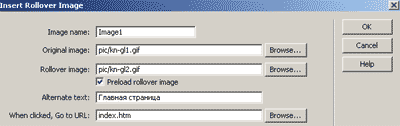 Insert Rollover Image
Image name: Image1
OK
Original image: pic/kn-gl1.gif Browse...
Cancel
Rollover image: pic/kn-gl2.gif Browse...
Help
Preload rollover image
Alternate text: Главная страница
When clicked, Go to URL: index.htm Browse...